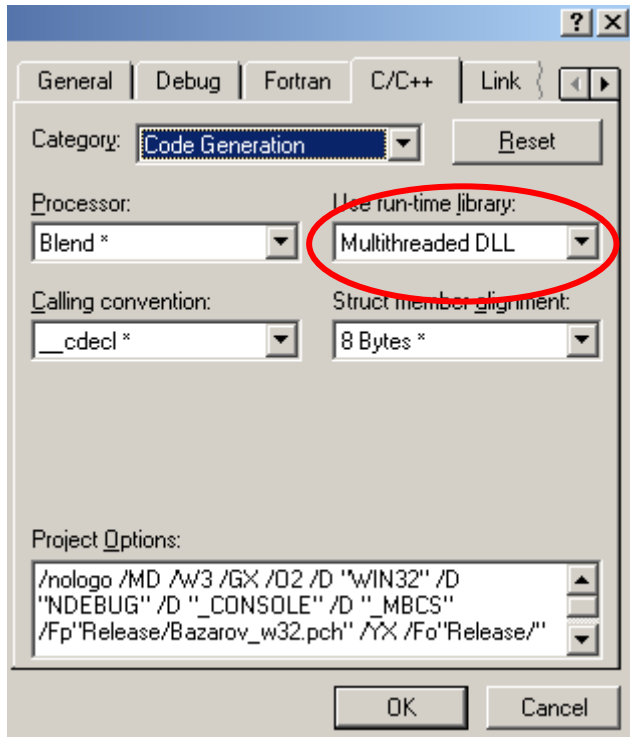 General Debug Fortran C/C++ Link
Category: Code Generation Reset
Processor: Use run-time library:
Blend * Multithreaded DLL
Calling convention: Struct member alignment:
__cdecl * 8 Bytes *
Project Options:
/nologo /MD /W3 /GX /O2 /D "WIN32" /D
"NDEBUG" /D "_CONSOLE" /D "_MBCS"
/Fp"Release/Bazarov_w32.pch" /YX /Fo"Release/"
OK Cancel